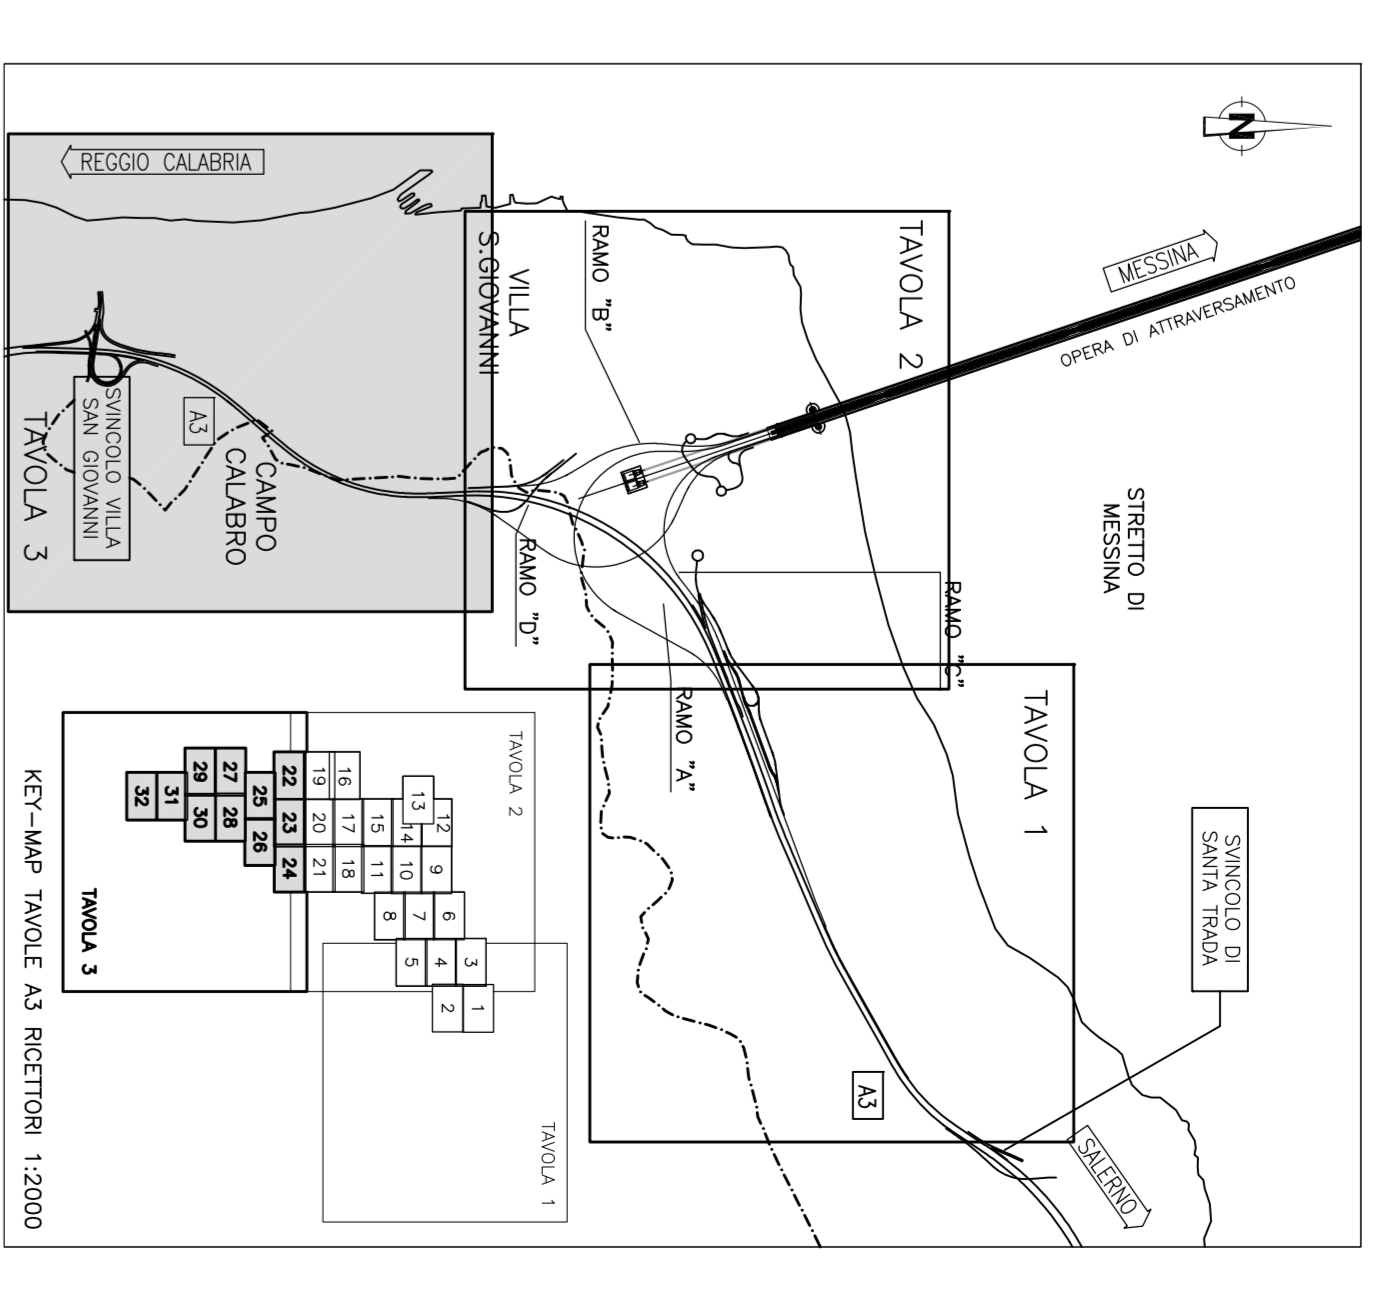 N
REGGIO CALABRIA
MESSINA
OPERA DI ATTRAVERSAMENTO
TAVOLA 2
RAMO "B"
VILLA
S.GIOVANNI
SVINCOLO VILLA
SAN GIOVANNI
A3
CAMPO
CALABRO
TAVOLA 3
STRETTO DI
MESSINA
RAMO "D"
RAMO "C"
RAMO "A"
TAVOLA 1
SVINCOLO DI
SANTA TRADA
A3
SALERNO
TAVOLA 2
TAVOLA 1
TAVOLA 3
1
2
3
4
5
6
7
8
9
10
11
12
13
14
15
16
17
18
19
20
21
22
23
24
25
26
27
28
29
30
31
32
KEY-MAP TAVOLE A3 RICETTORI 1:2000